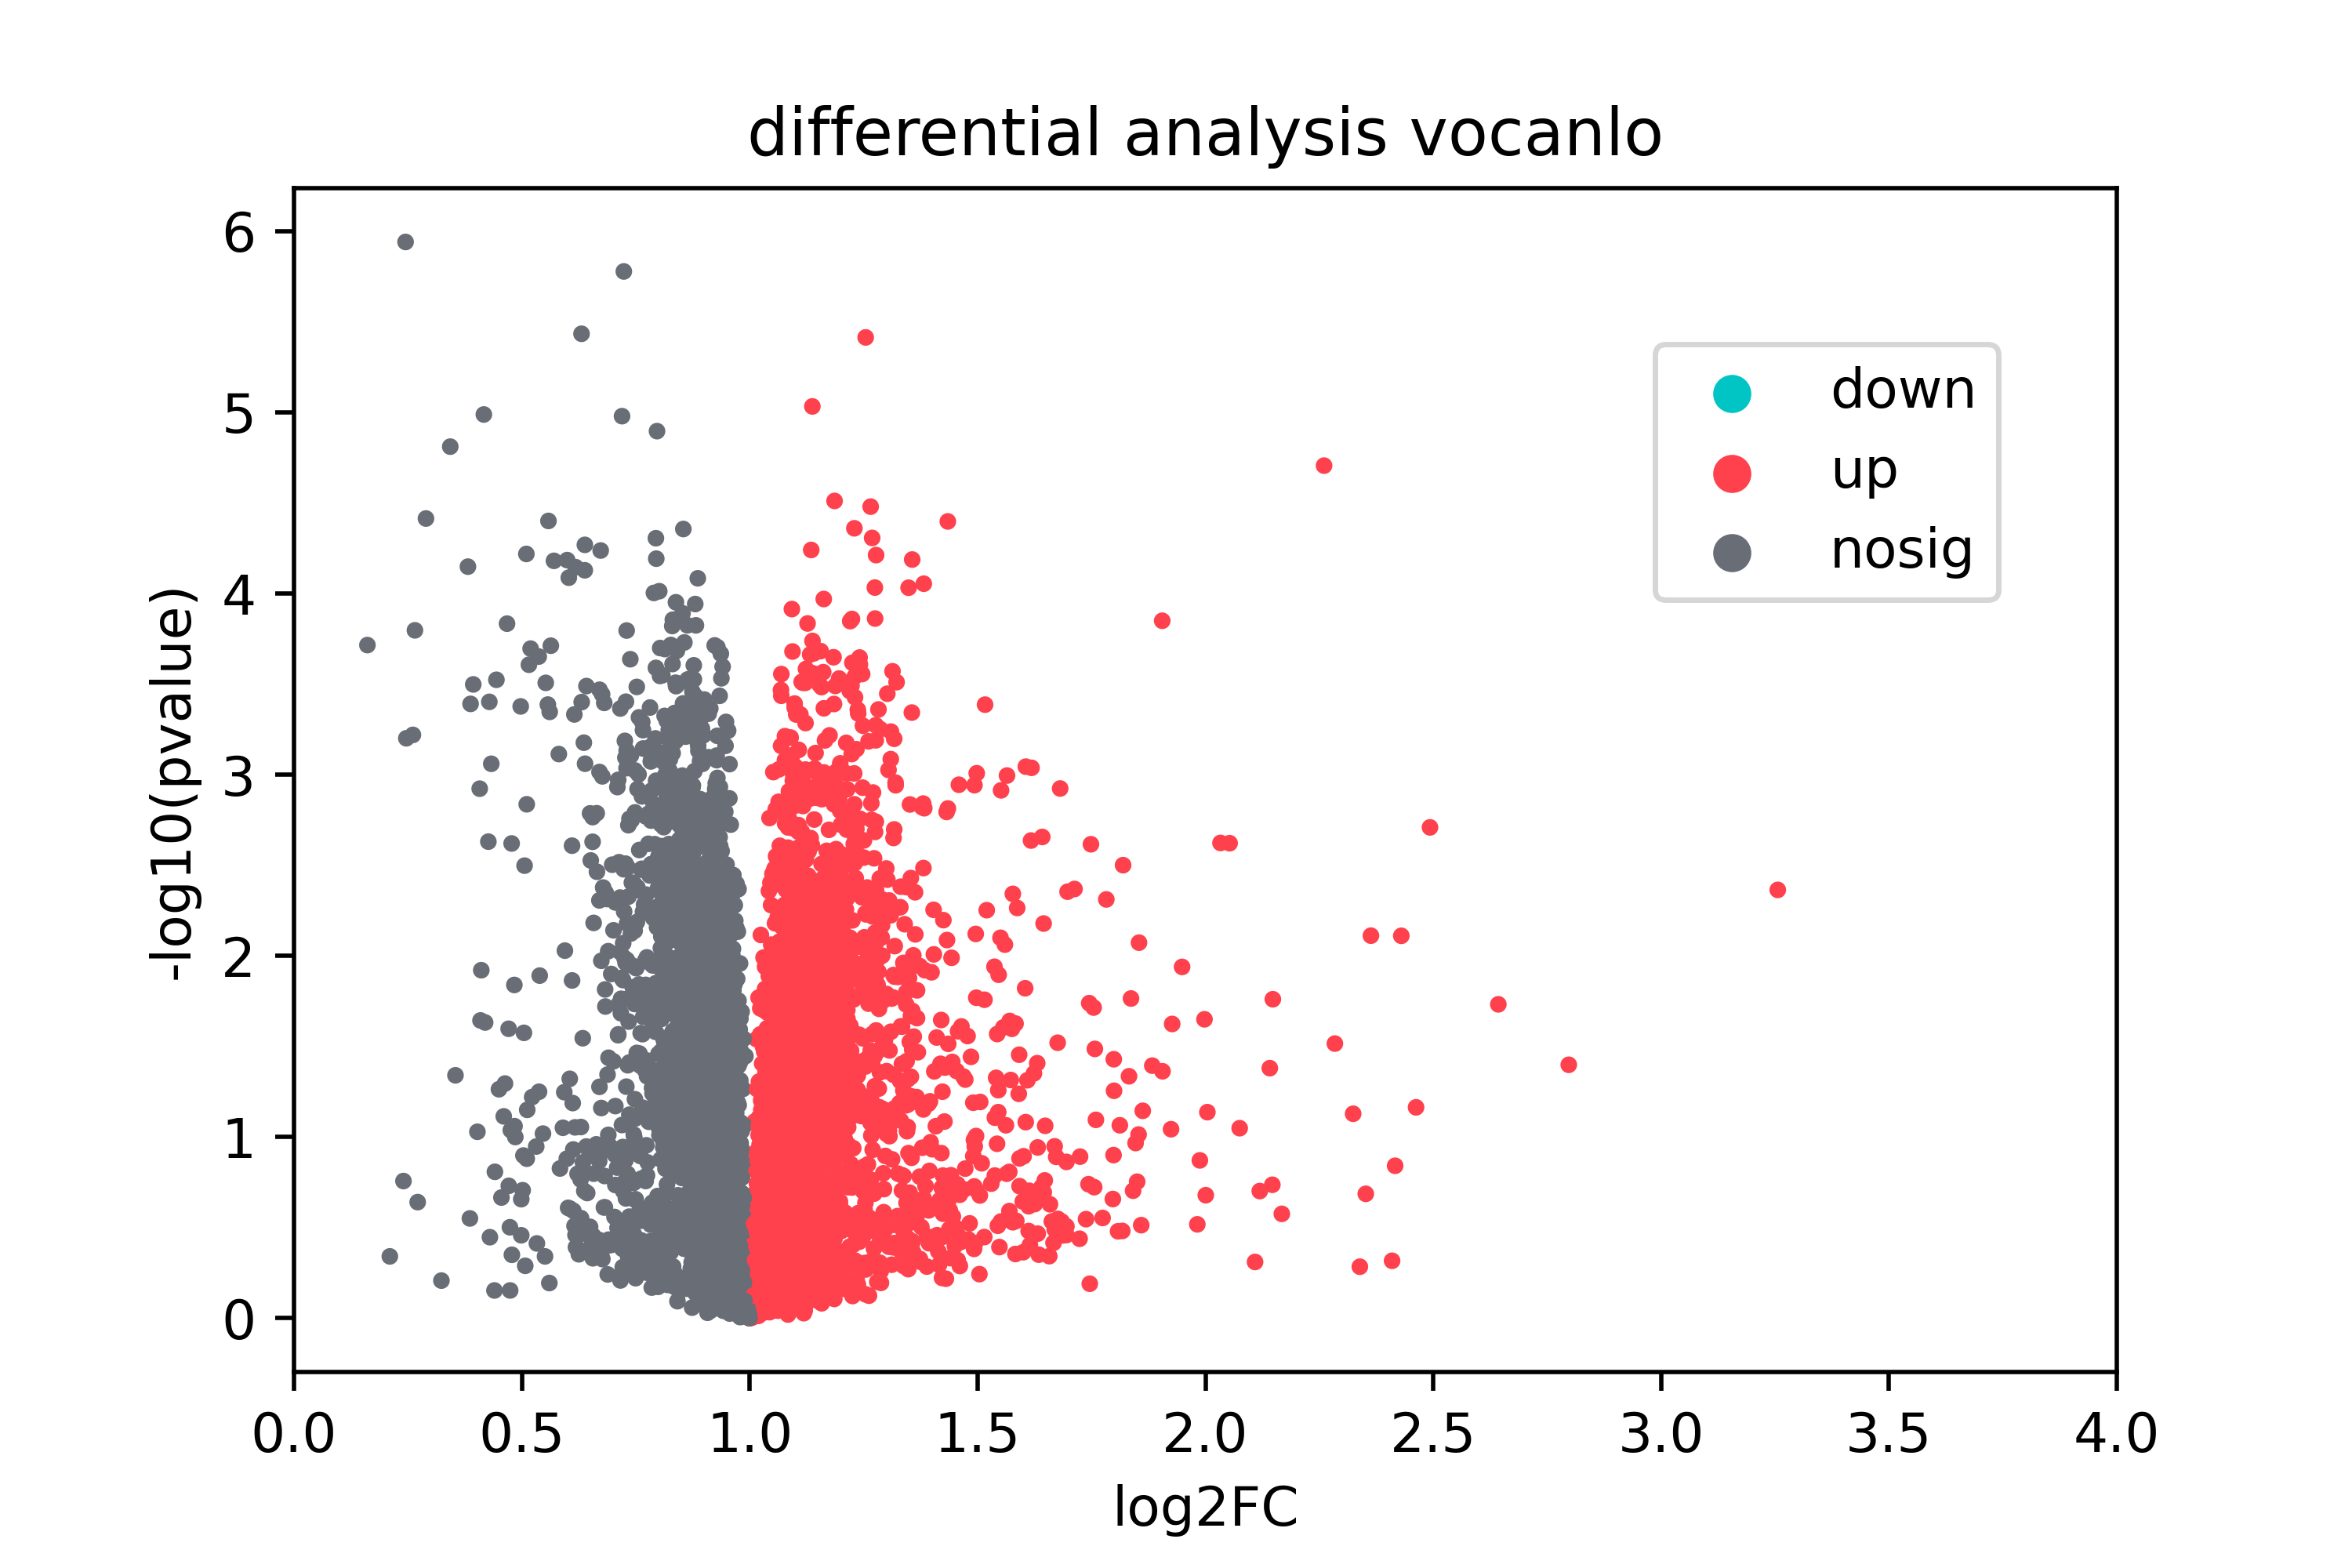 differential analysis vocanlo
6
5
4
3
2
1
0
-log10(pvalue)
down
up
nosig
0.0 0.5 1.0 1.5 2.0 2.5 3.0 3.5 4.0
log2FC